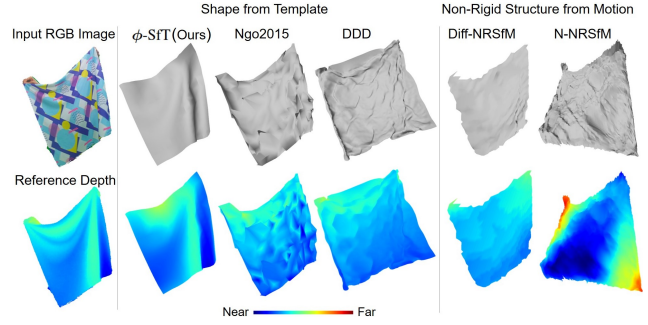 Shape from Template
Non-Rigid Structure from Motion
Input RGB Image
ϕ-SfT(Ours)
Ngo2015
DDD
Diff-NRSfM
N-NRSfM
Reference Depth
Near
Far